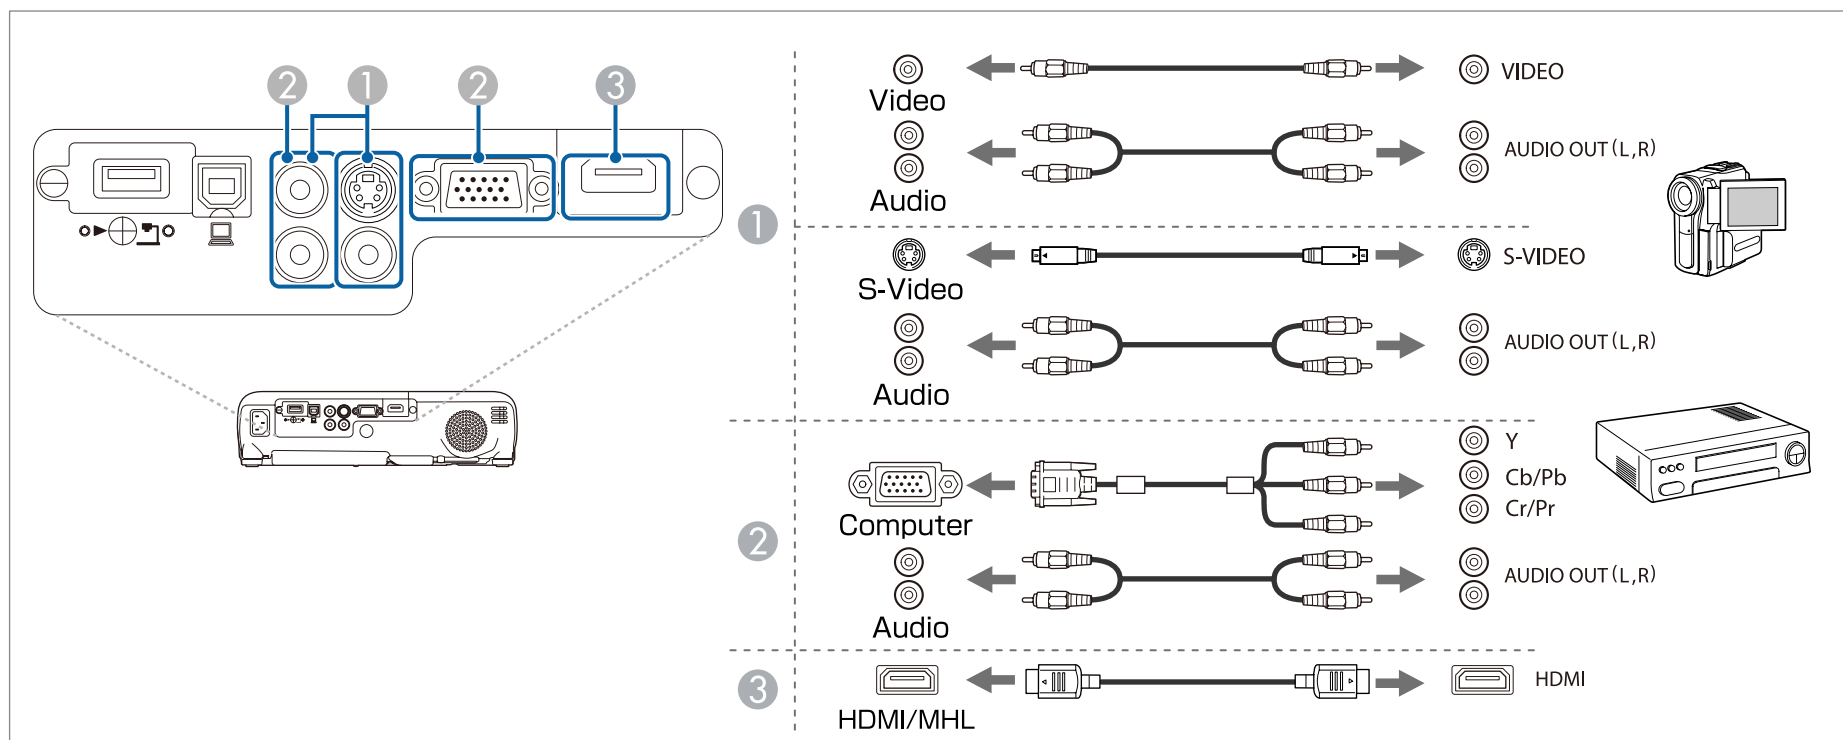 2 1 2 3
Video
VIDEO
Audio
AUDIO OUT (L,R)
1
S-Video
S-VIDEO
Audio
AUDIO OUT (L,R)
2
Computer
Y
Cb/Pb
Cr/Pr
Audio
AUDIO OUT (L,R)
3
HDMI/MHL
HDMI